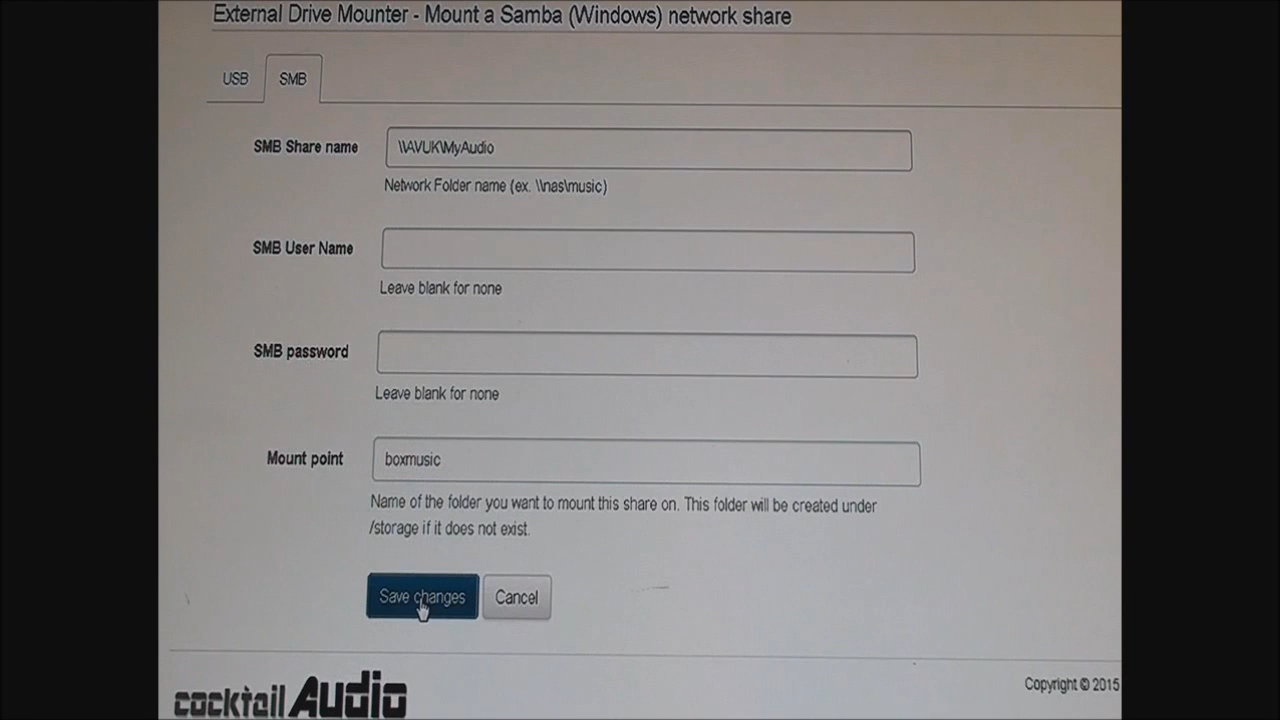 External Drive Mounter - Mount a Samba (Windows) network share
USB
SMB
SMB Share name
\\AVUK\MyAudio
Network Folder name (ex. \\nas\music)
SMB User Name
Leave blank for none
SMB password
Leave blank for none
Mount point
boxmusic
Name of the folder you want to mount this share on. This folder will be created under
/storage if it does not exist.
Save changes
Cancel
cocktail Audio
Copyright © 2015